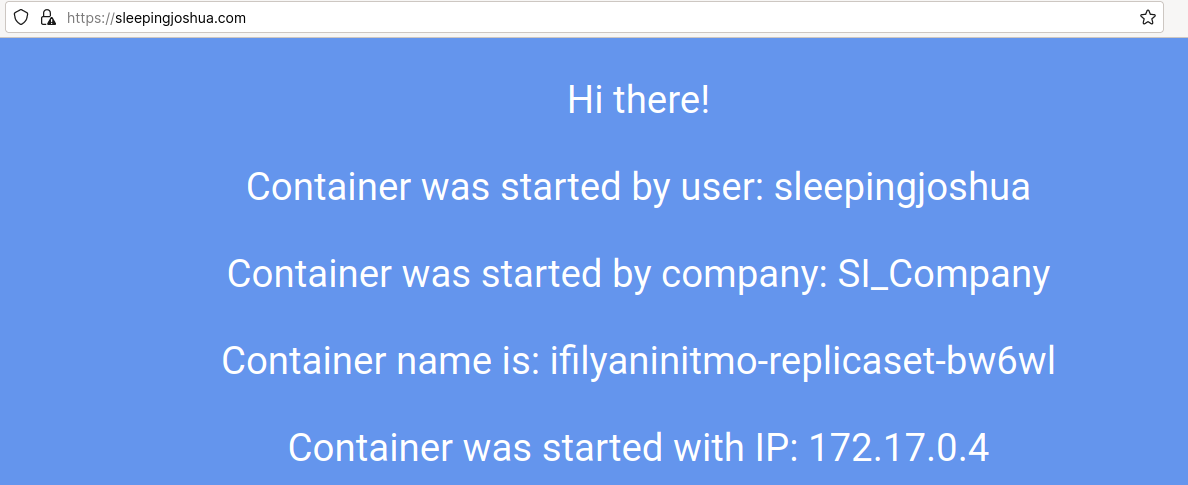 https://sleepingjoshua.com
Hi there!
Container was started by user: sleepingjoshua
Container was started by company: SI_Company
Container name is: ifilyaninitmo-replicaset-bw6wl
Container was started with IP: 172.17.0.4